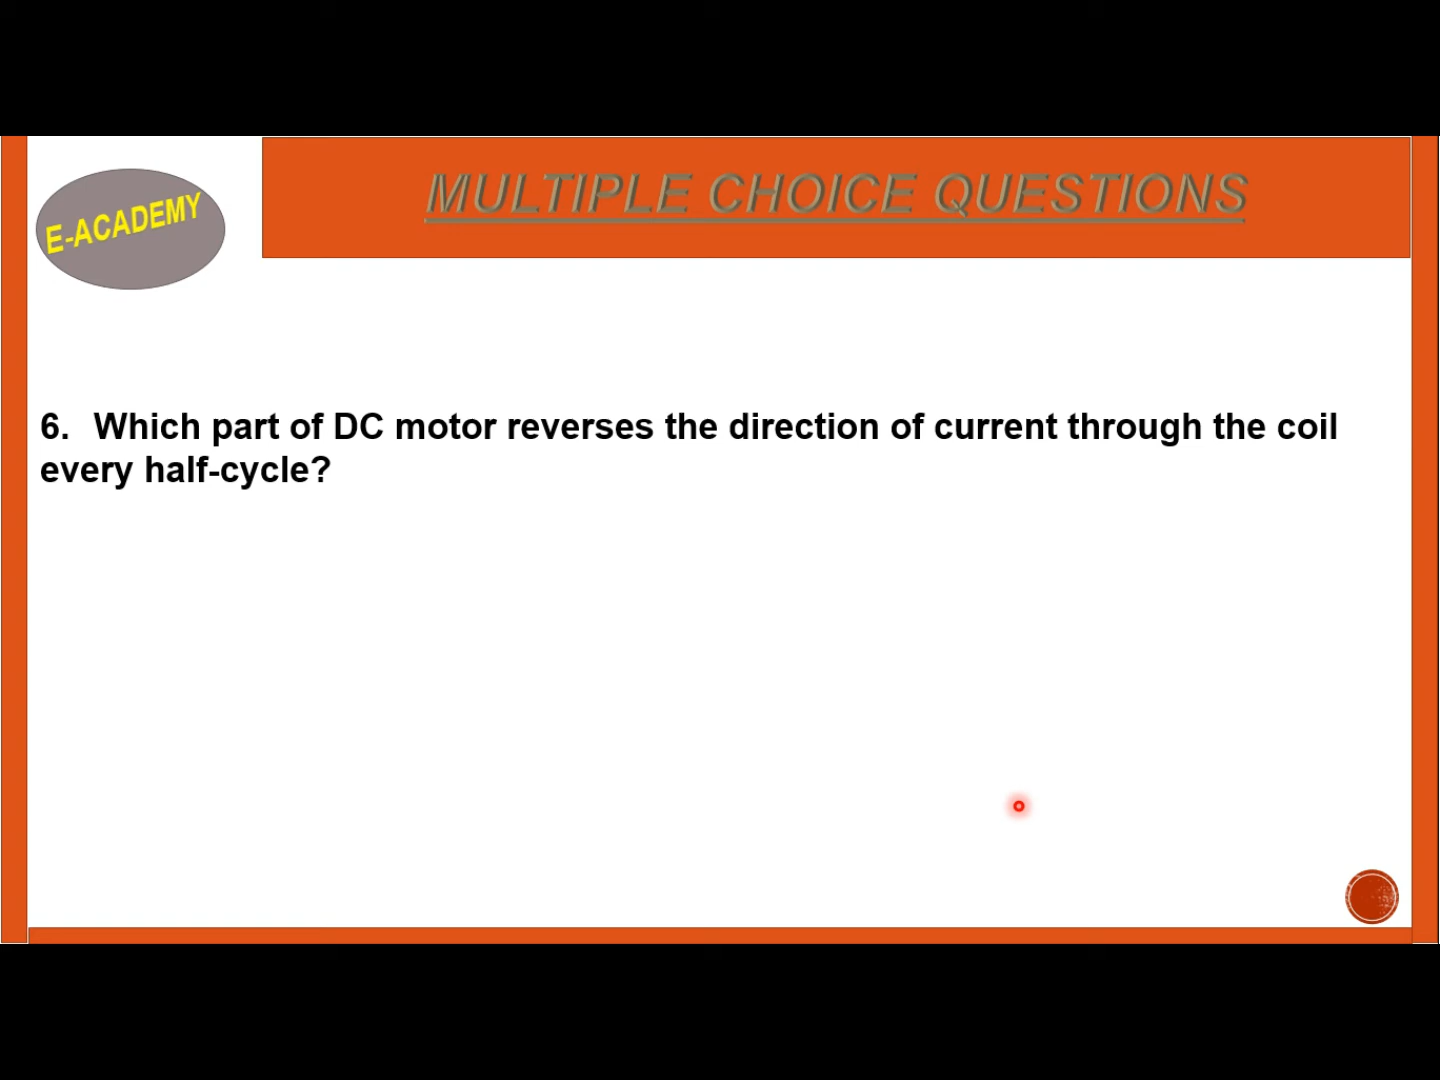 E-ACADEMY
MULTIPLE CHOICE QUESTIONS
6. Which part of DC motor reverses the direction of current through the coil
every half-cycle?